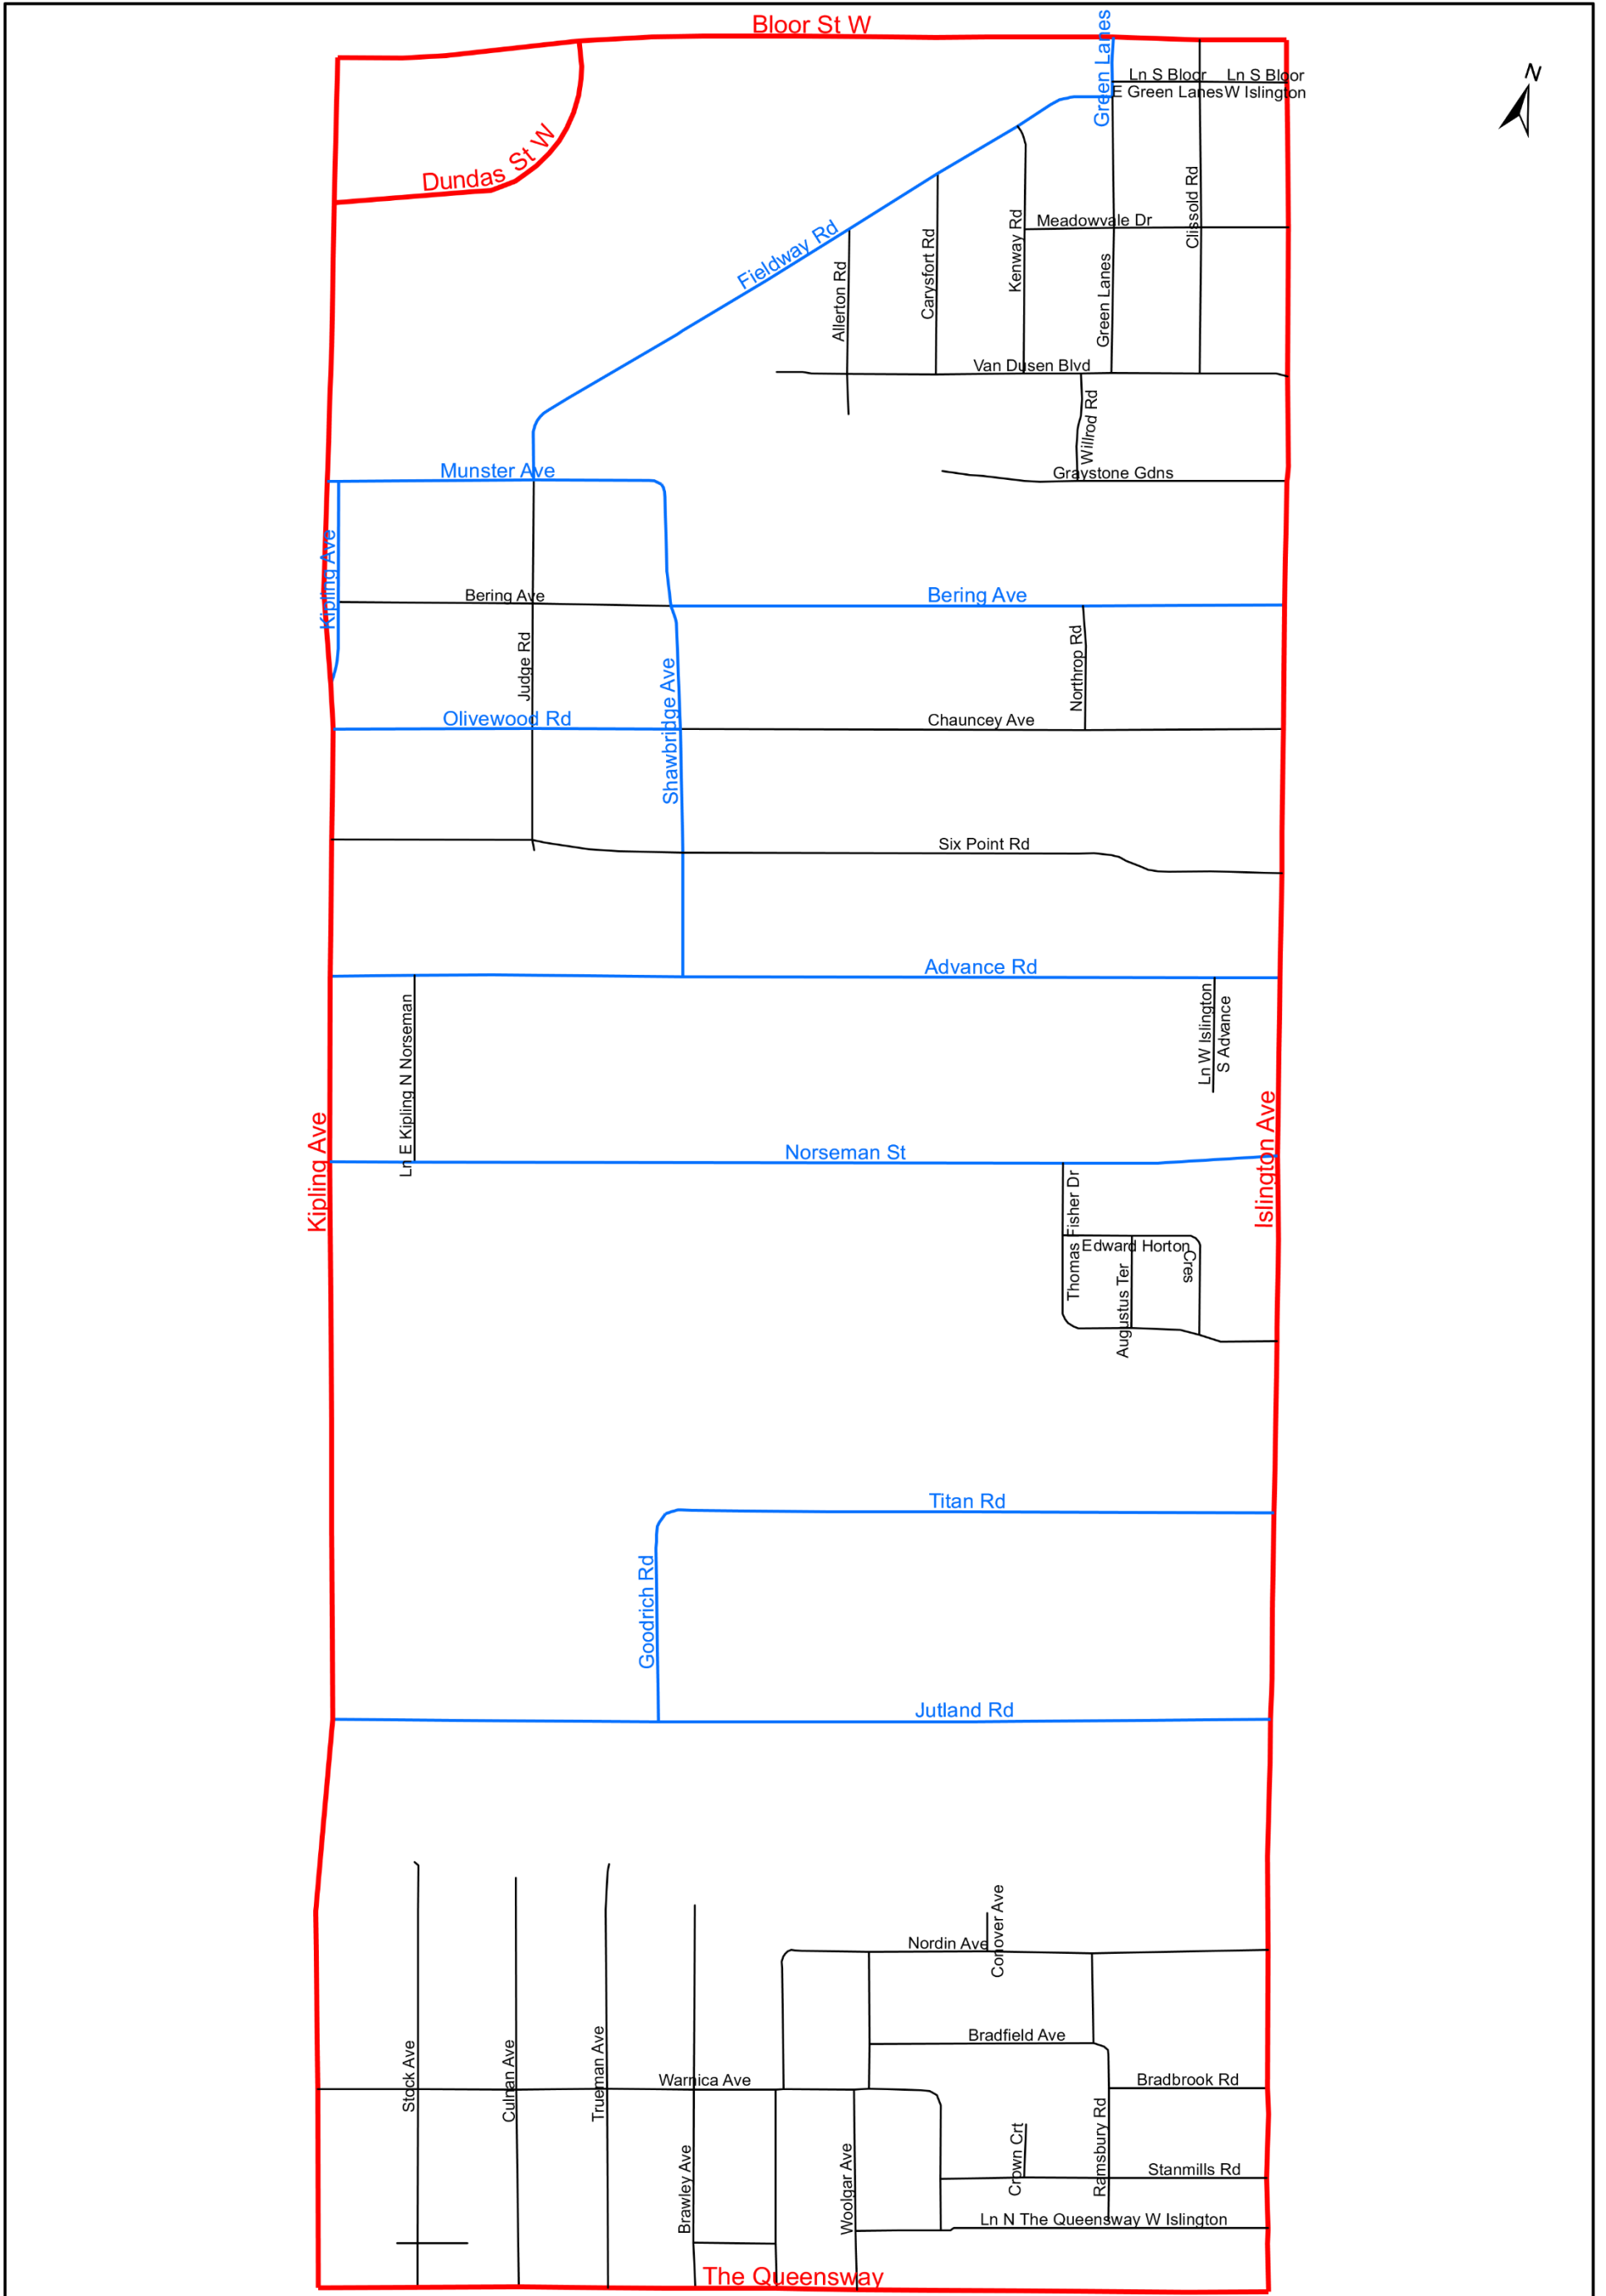 Bloor St W
Green Lanes
N
Ln S Bloor
E Green Lanes
Ln S Bloor
W Islington
Dundas St W
Clissold Rd
Meadowvale Dr
Kenway Rd
Carysfort Rd
Fieldway Rd
Allerton Rd
Green Lanes
Van Dusen Blvd
Willrod Rd
Munster Ave
Graystone Gdns
Kipling Ave
Bering Ave
Bering Ave
Judge Rd
Northrop Rd
Shawbridge Ave
Olivewood Rd
Chauncey Ave
Six Point Rd
Advance Rd
Ln E Kipling N Norseman
Ln W Islington
S Advance
Kipling Ave
Islington Ave
Norseman St
Thomas Fisher Dr
Edward Horton Cres
Augustus Ter
Titan Rd
Goodrich Rd
Jutland Rd
Conover Ave
Nordin Ave
Bradfield Ave
Stock Ave
Culnan Ave
Trueman Ave
Warnica Ave
Bradbrook Rd
Brawley Ave
Woolgar Ave
Crown Crt
Ramsbury Rd
Stanmills Rd
Ln N The Queensway W Islington
The Queensway